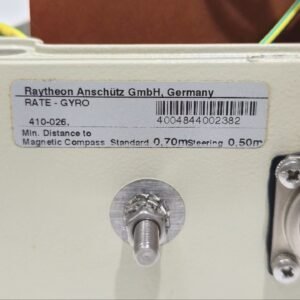 Raytheon Anschütz GmbH, Germany
RATE - GYRO
410-026.
4004844002382
Min. Distance to
Magnetic Compass Standard 0,70m Steering 0,50m